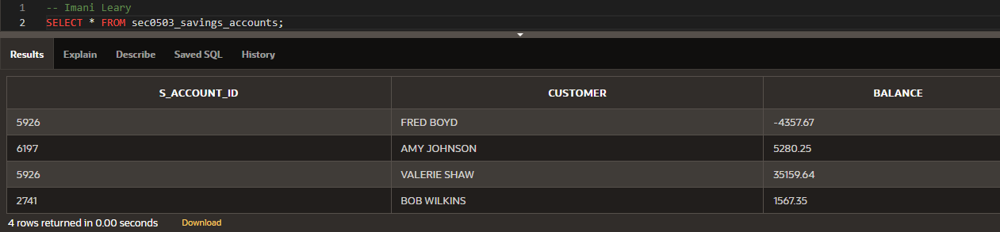 1 -- Imani Leary
2 SELECT * FROM sec0503_savings_accounts;
Results Explain Describe Saved SQL History
S_ACCOUNT_ID CUSTOMER BALANCE
5926 FRED BOYD -4357.67
6197 AMY JOHNSON 5280.25
5926 VALERIE SHAW 35159.64
2741 BOB WILKINS 1567.35
4 rows returned in 0.00 seconds Download